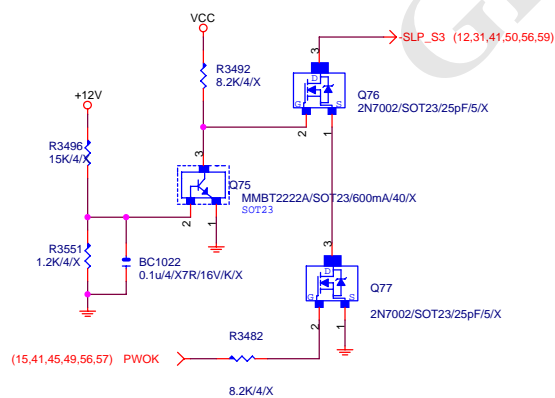 VCC
3
-SLP_S3 (12,31,41,50,56,59)
R3492
8.2K/4/X
D
G S
Q76
2N7002/SOT23/25pF/5/X
+12V
2
1
R3496
15K/4/X
3
Q75
MMBT2222A/SOT23/600mA/40/X
SOT23
2
1
R3551
1.2K/4/X
BC1022
0.1u/4/X7R/16V/K/X
3
D
G S
Q77
2N7002/SOT23/25pF/5/X
2
1
R3482
(15,41,45,49,56,57) PWOK
8.2K/4/X